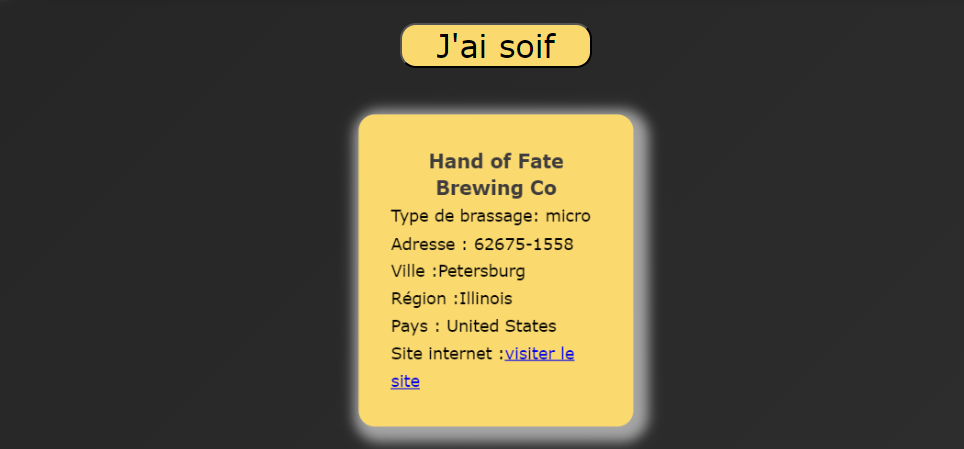 J'ai soif
Hand of Fate
Brewing Co
Type de brassage: micro
Adresse : 62675-1558
Ville :Petersburg
Région :Illinois
Pays : United States
Site internet :visiter le
site